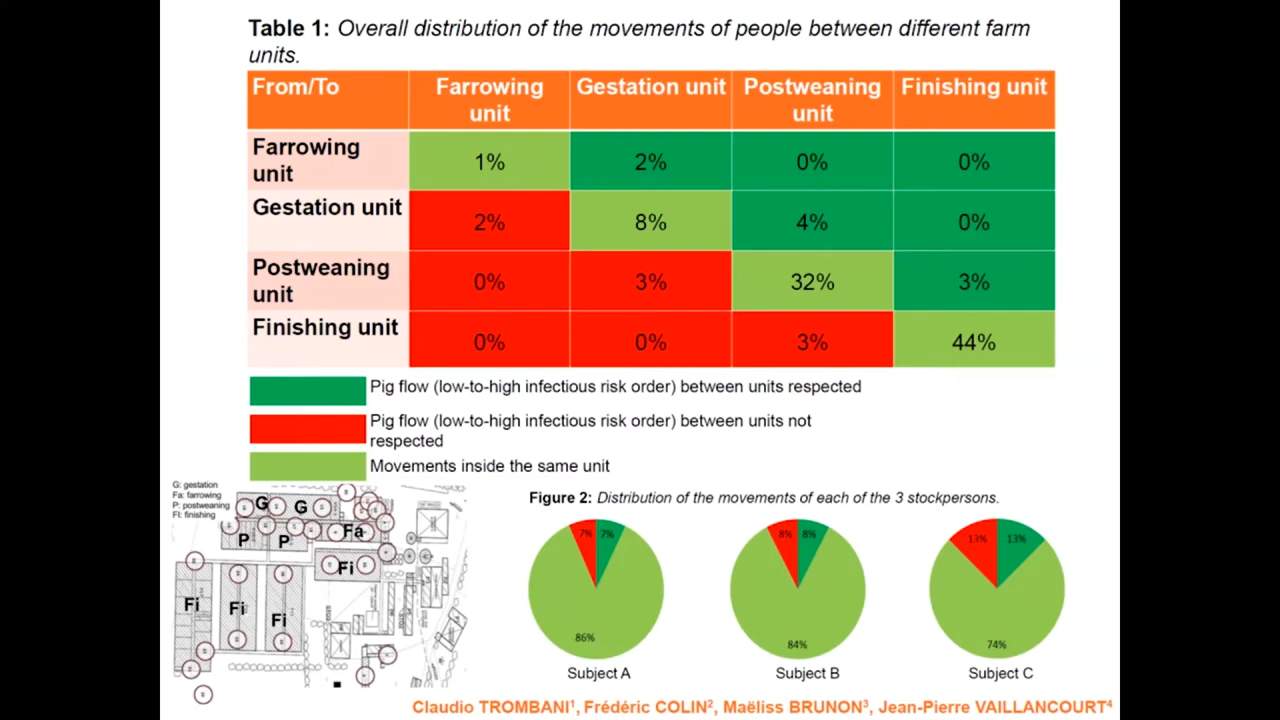 Table 1: Overall distribution of the movements of people between different farm
units.
From/To
Farrowing
unit
Gestation unit
Postweaning
unit
Finishing unit
Farrowing
unit
1%
2%
0%
0%
Gestation unit
2%
8%
4%
0%
Postweaning
unit
0%
3%
32%
3%
Finishing unit
0%
0%
3%
44%
Pig flow (low-to-high infectious risk order) between units respected
Pig flow (low-to-high infectious risk order) between units not
respected
Movements inside the same unit
G: gestation
Fa: farrowing
P: postweaning
FI: finishing
G
G
P
P
Fa
Fi
Fi
Fi
Fi
Figure 2: Distribution of the movements of each of the 3 stockpersons.
7%
7%
86%
Subject A
8%
8%
84%
Subject B
13%
13%
74%
Subject C
Claudio TROMBANI¹, Frédéric COLIN², Maëliss BRUNON³, Jean-Pierre VAILLANCOURT⁴